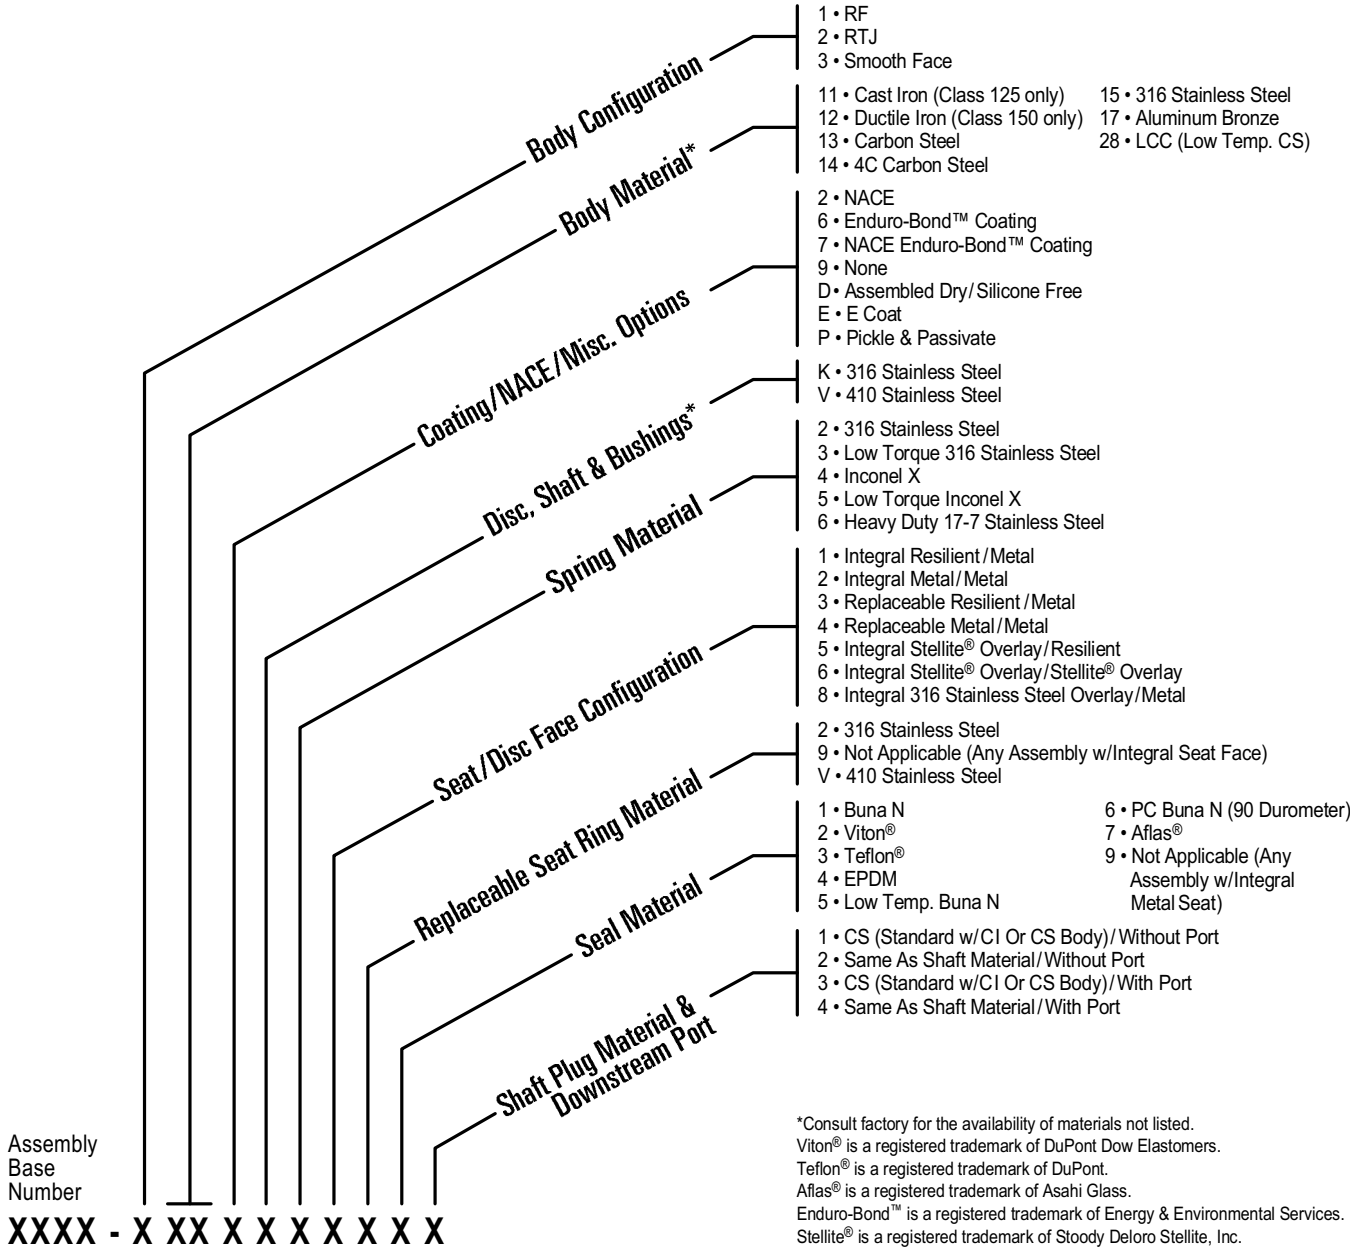 1 • RF
2 • RTJ
3 • Smooth Face
Body Configuration
11 • Cast Iron (Class 125 only)
12 • Ductile Iron (Class 150 only)
13 • Carbon Steel
14 • 4C Carbon Steel
15 • 316 Stainless Steel
17 • Aluminum Bronze
28 • LCC (Low Temp. CS)
Body Material*
2 • NACE
6 • Enduro-Bond™ Coating
7 • NACE Enduro-Bond™ Coating
9 • None
D • Assembled Dry/Silicone Free
E • E Coat
P • Pickle & Passivate
Coating/NACE/Misc. Options
K • 316 Stainless Steel
V • 410 Stainless Steel
Disc, Shaft & Bushings*
2 • 316 Stainless Steel
3 • Low Torque 316 Stainless Steel
4 • Inconel X
5 • Low Torque Inconel X
6 • Heavy Duty 17-7 Stainless Steel
Spring Material
1 • Integral Resilient/Metal
2 • Integral Metal/Metal
3 • Replaceable Resilient/Metal
4 • Replaceable Metal/Metal
5 • Integral Stellite® Overlay/Resilient
6 • Integral Stellite® Overlay/Stellite® Overlay
8 • Integral 316 Stainless Steel Overlay/Metal
Seat/Disc Face Configuration
2 • 316 Stainless Steel
9 • Not Applicable (Any Assembly w/Integral Seat Face)
V • 410 Stainless Steel
Replaceable Seat Ring Material
1 • Buna N
2 • Viton®
3 • Teflon®
4 • EPDM
5 • Low Temp. Buna N
6 • PC Buna N (90 Durometer)
7 • Aflas®
9 • Not Applicable (Any
Assembly w/Integral
Metal Seat)
Seal Material
1 • CS (Standard w/CI Or CS Body)/Without Port
2 • Same As Shaft Material/Without Port
3 • CS (Standard w/CI Or CS Body)/With Port
4 • Same As Shaft Material/With Port
Shaft Plug Material &
Downstream Port
Assembly
Base
Number
XXXX - X XX X X X X X X X
*Consult factory for the availability of materials not listed.
Viton® is a registered trademark of DuPont Dow Elastomers.
Teflon® is a registered trademark of DuPont.
Aflas® is a registered trademark of Asahi Glass.
Enduro-Bond™ is a registered trademark of Energy & Environmental Services.
Stellite® is a registered trademark of Stoody Deloro Stellite, Inc.